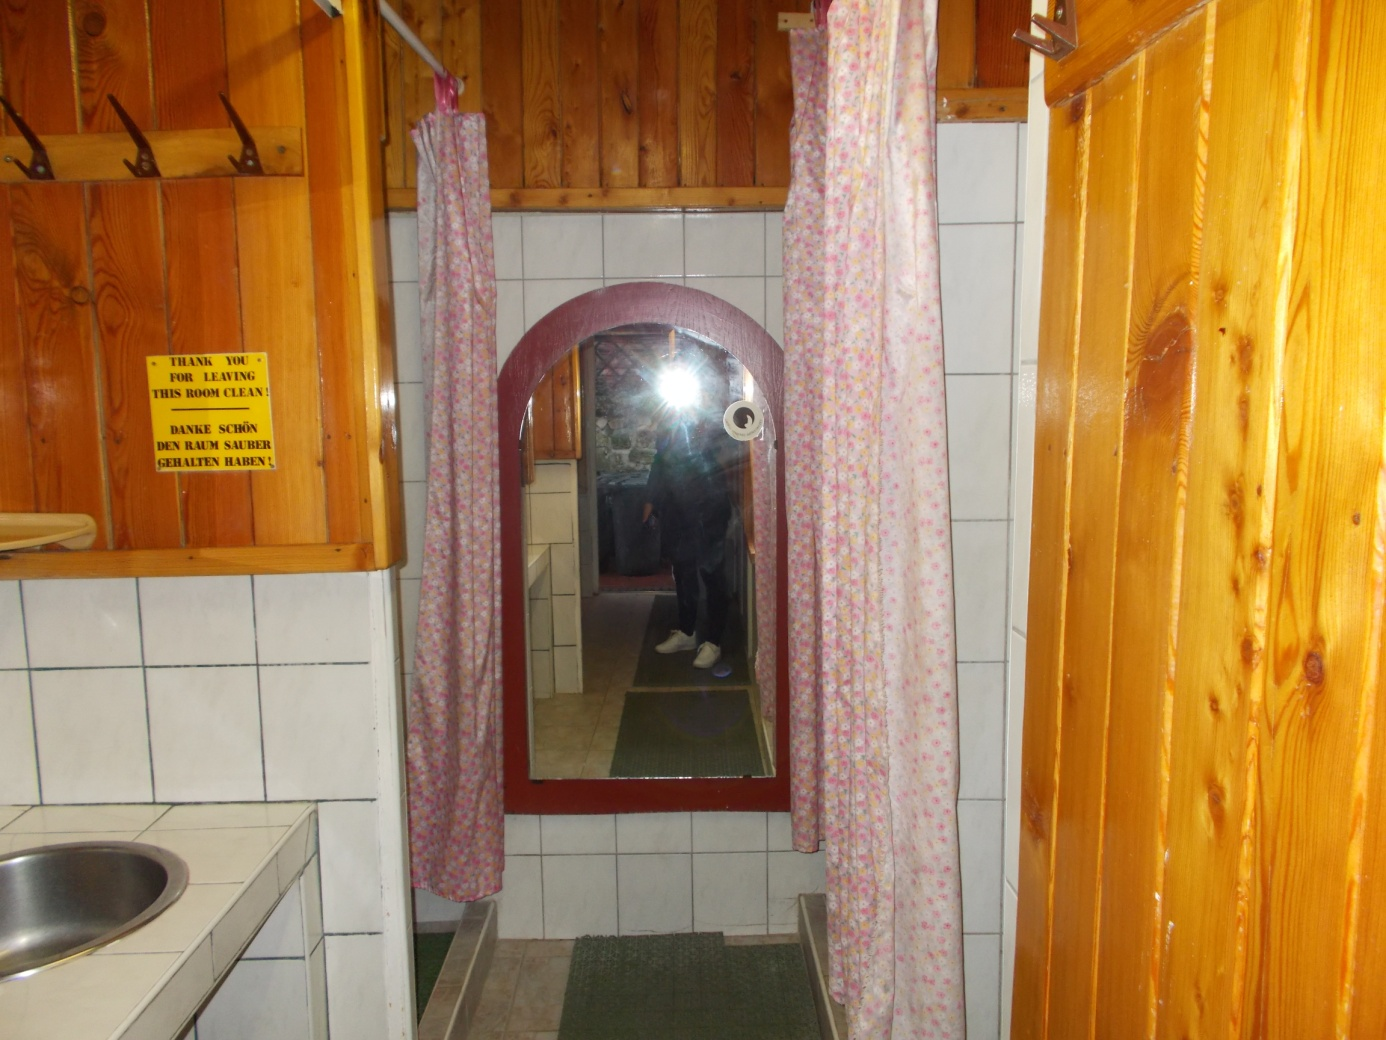 THANK YOU
FOR LEAVING
THIS ROOM CLEAN!
DANKE SCHÖN
DEN RAUM SAUBER
GEHALTEN HABEN!